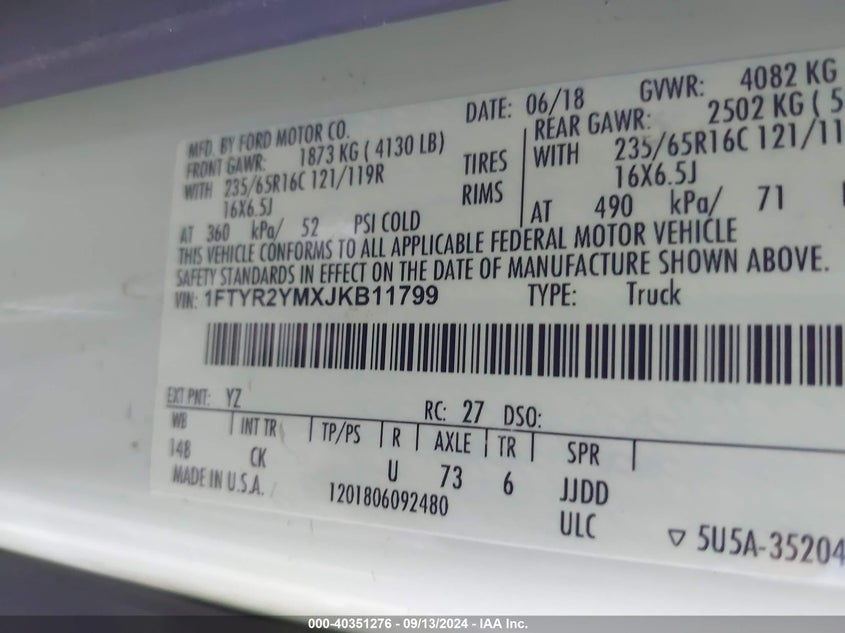 MFD. BY FORD MOTOR CO.
DATE: 06/18
GVWR: 4082 KG
FRONT GAWR: 1873 KG ( 4130 LB)
REAR GAWR: 2502 KG ( 5
WITH 235/65R16C 121/119R
TIRES
WITH 235/65R16C 121/11
16X6.5J
RIMS
16X6.5J
AT 360 kPa/ 52 PSI COLD
AT 490 kPa/ 71
THIS VEHICLE CONFORMS TO ALL APPLICABLE FEDERAL MOTOR VEHICLE
SAFETY STANDARDS IN EFFECT ON THE DATE OF MANUFACTURE SHOWN ABOVE.
VIN: 1FTYR2YMXJKB11799
TYPE: Truck
EXT PNT: YZ
RC: 27 DSO:
WB INT TR TP/PS R AXLE TR SPR
148 CK U 73 6 JJDD
MADE IN U.S.A. 1201806092480 ULC
▽ 5U5A-35204
000-40351276 - 09/13/2024 - IAA Inc.